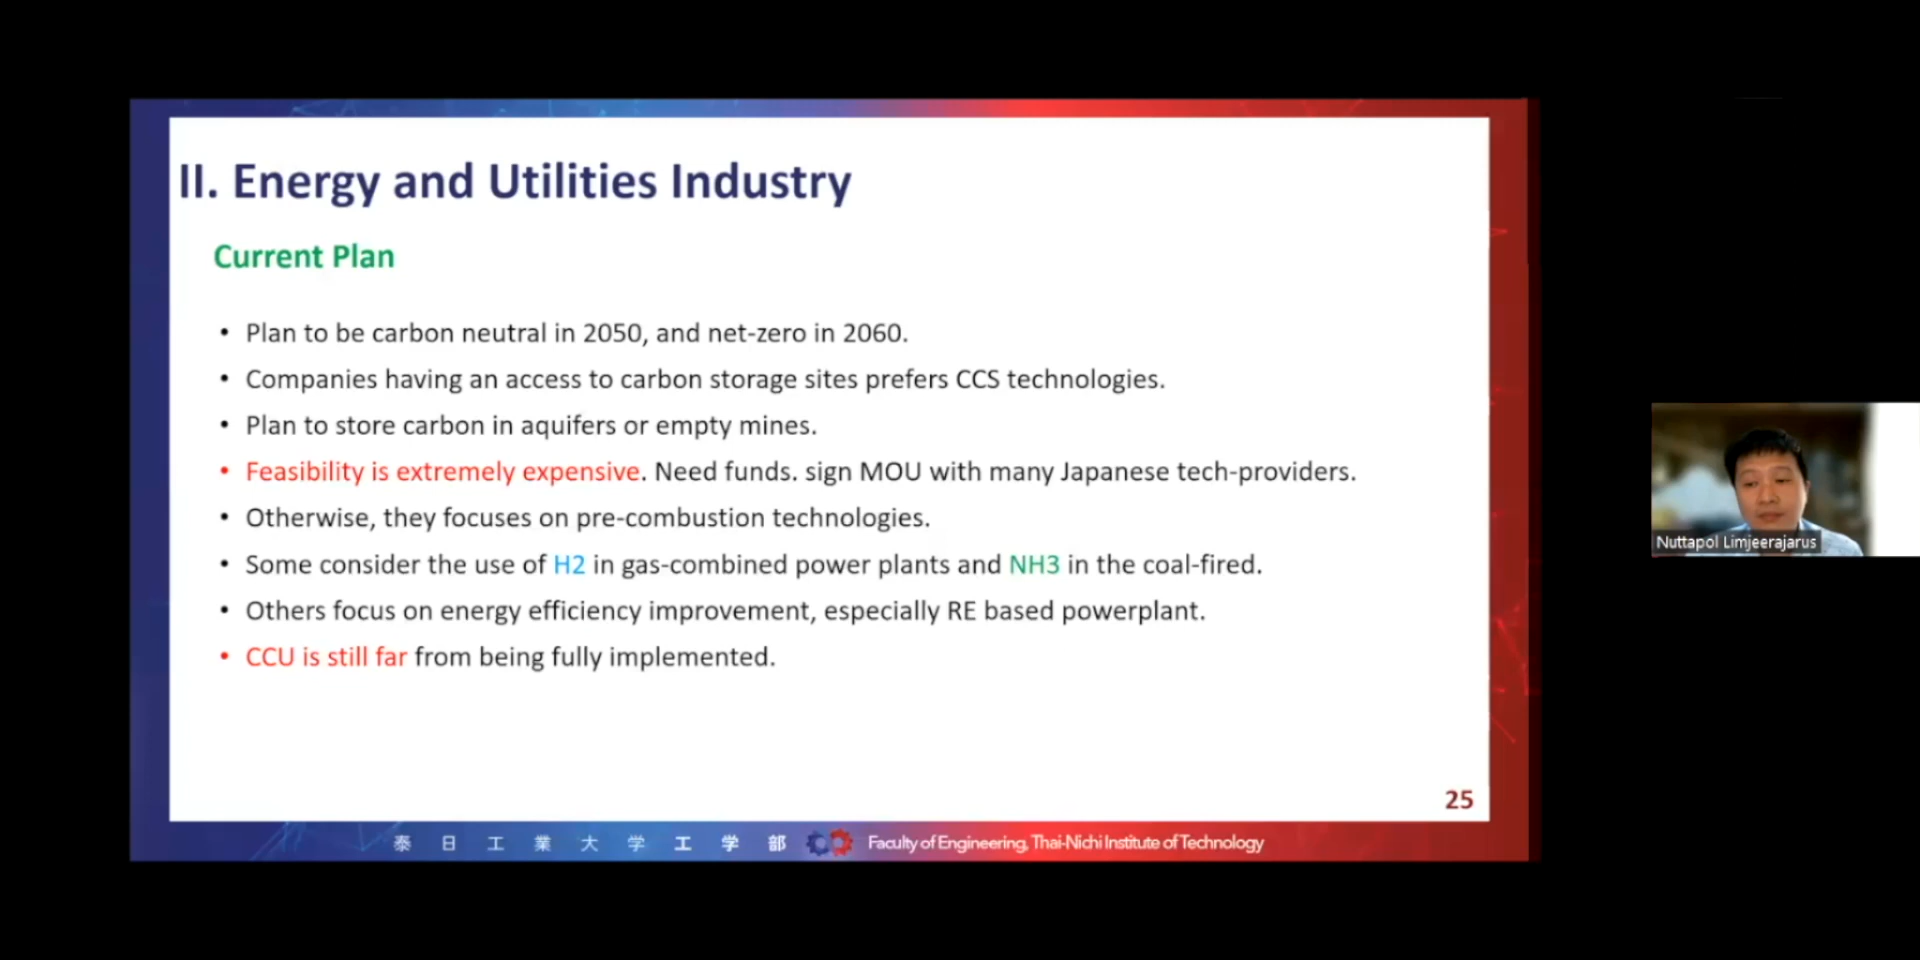 II. Energy and Utilities Industry
Current Plan
• Plan to be carbon neutral in 2050, and net-zero in 2060.
• Companies having an access to carbon storage sites prefers CCS technologies.
• Plan to store carbon in aquifers or empty mines.
• Feasibility is extremely expensive. Need funds. sign MOU with many Japanese tech-providers.
• Otherwise, they focuses on pre-combustion technologies.
• Some consider the use of H2 in gas-combined power plants and NH3 in the coal-fired.
• Others focus on energy efficiency improvement, especially RE based powerplant.
• CCU is still far from being fully implemented.
25
泰日工業大学工学部 Faculty of Engineering, Thai-Nichi Institute of Technology
Nuttapol Limjeerajarus